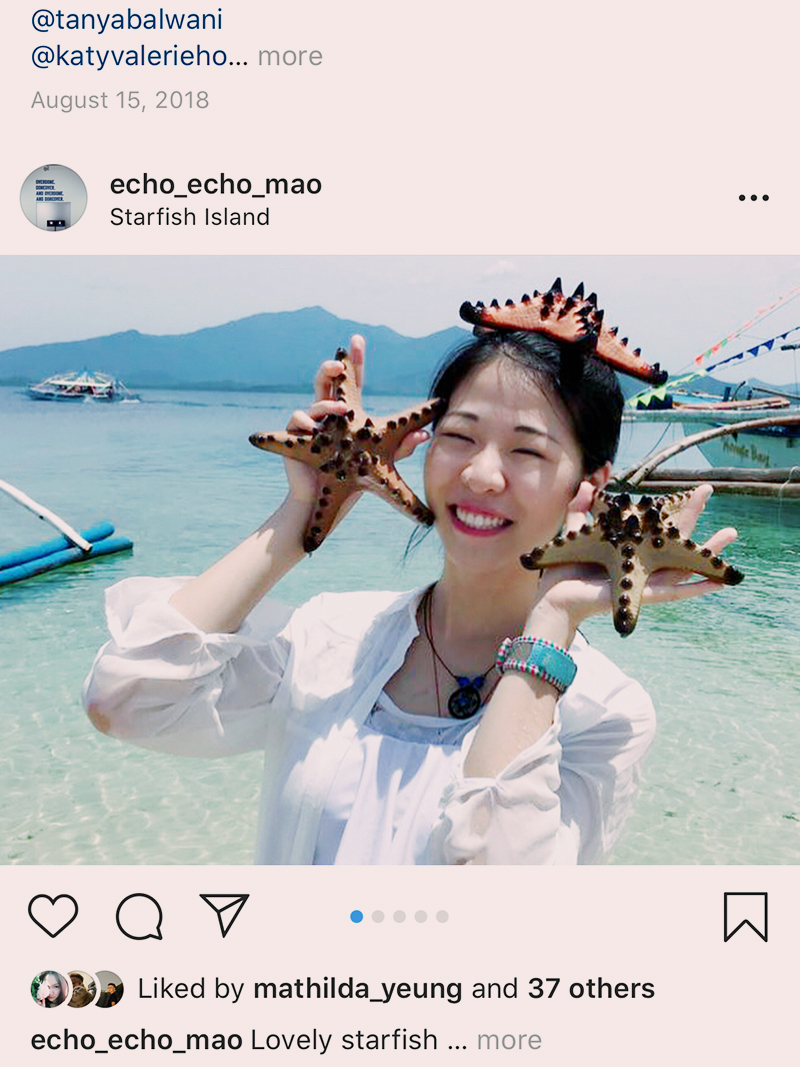 @tanyabalwani
@katyvalerieho... more
August 15, 2018
echo_echo_mao
Starfish Island
Liked by mathilda_yeung and 37 others
echo_echo_mao Lovely starfish ... more